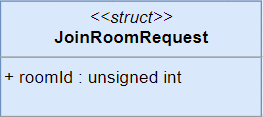 <<struct>>
JoinRoomRequest
+ roomId : unsigned int